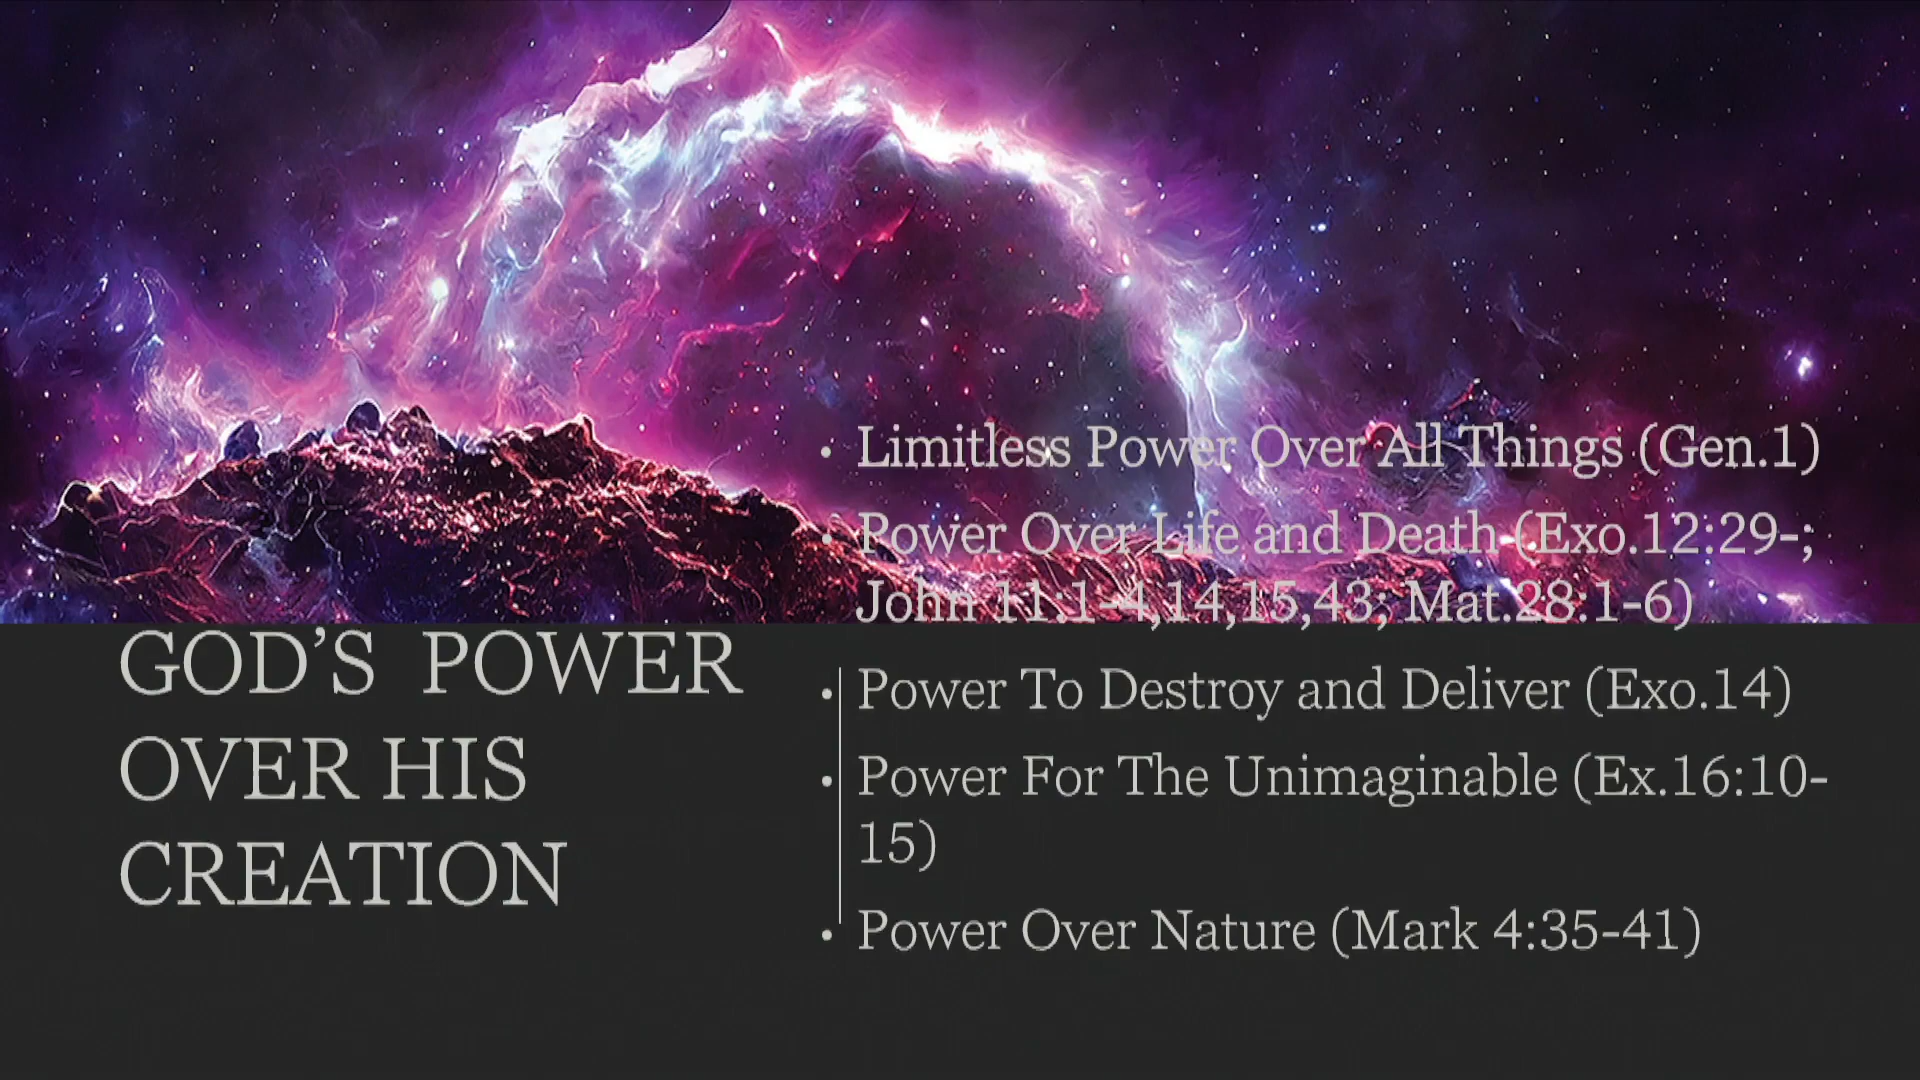 GOD’S  POWER
OVER HIS
CREATION
• Limitless Power Over All Things (Gen.1)
• Power Over Life and Death (Exo.12:29-;
John 11:1-4,14,15,43; Mat.28:1-6)
• Power To Destroy and Deliver (Exo.14)
• Power For The Unimaginable (Ex.16:10-
15)
• Power Over Nature (Mark 4:35-41)